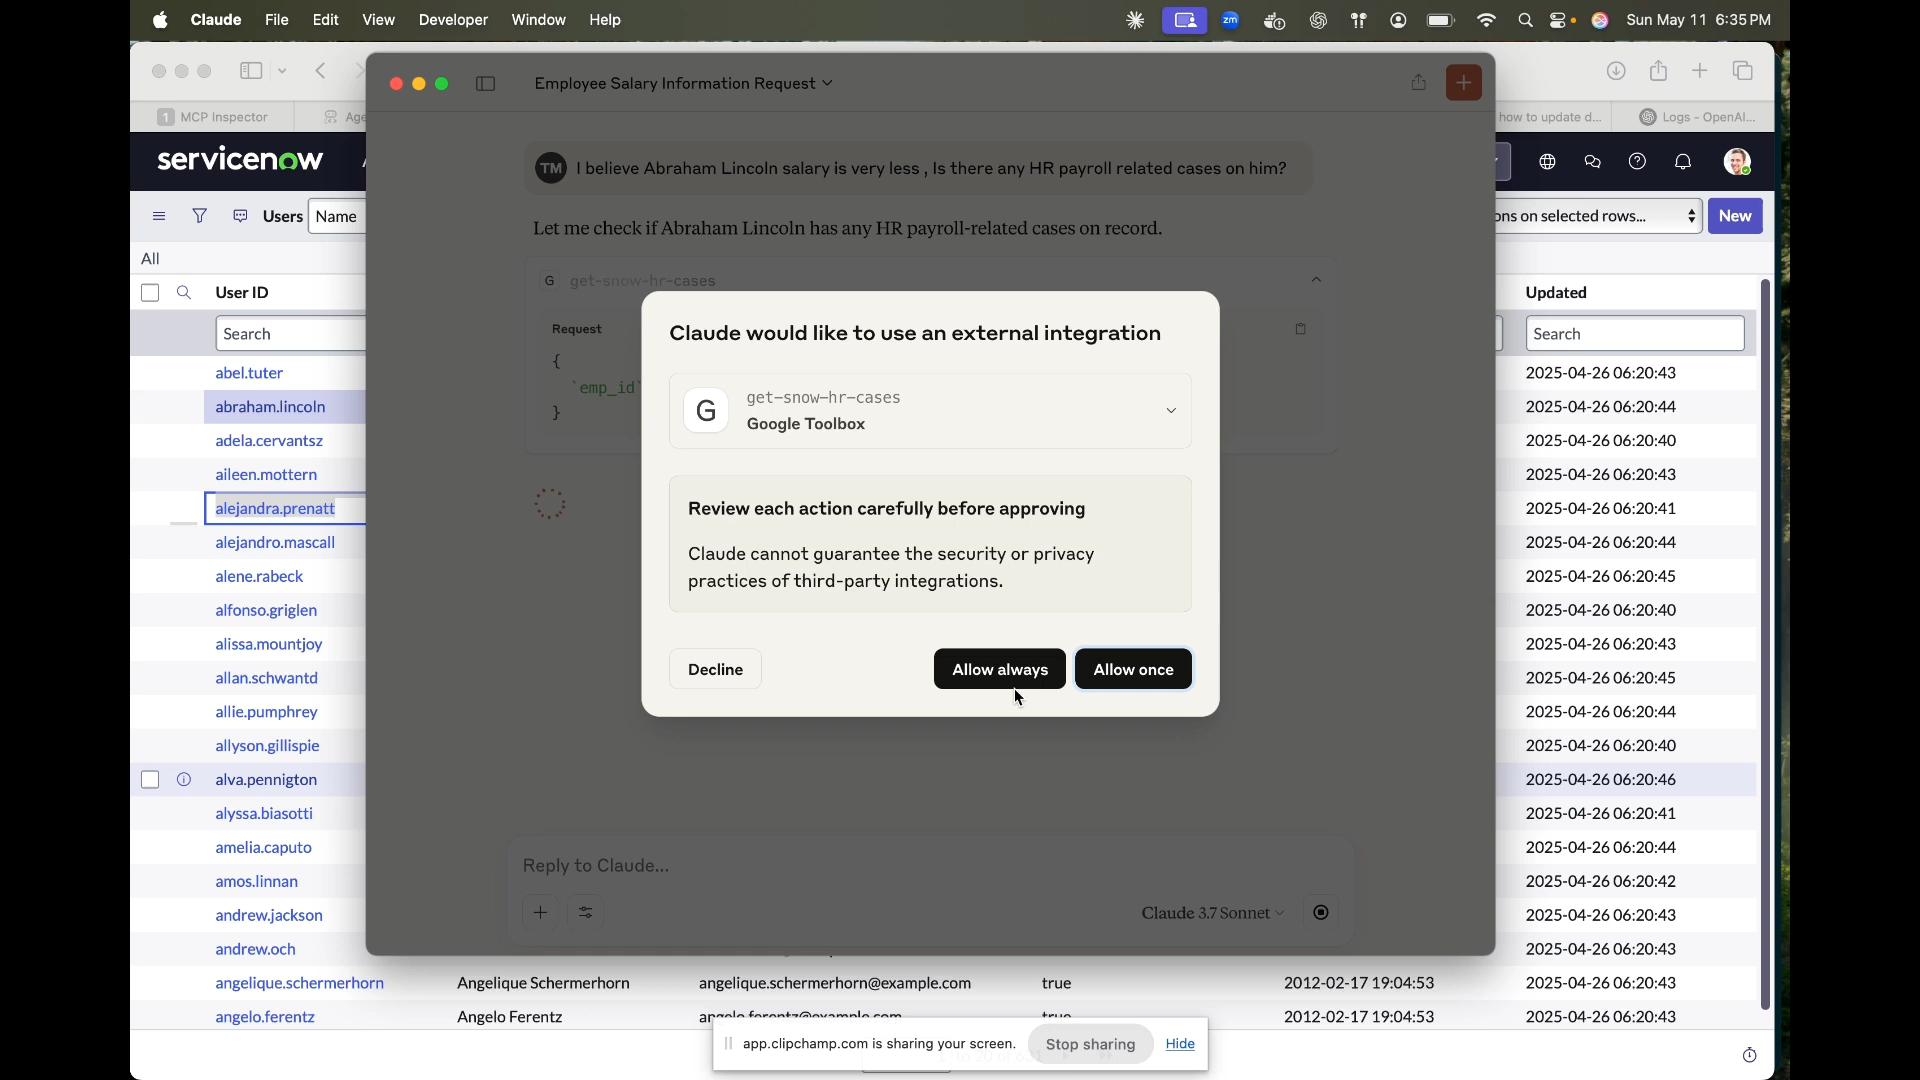 Claude File Edit View Developer Window Help
zm
Sun May 11 6:35 PM
Employee Salary Information Request
1 MCP Inspector
Age
how to update d...
Logs - OpenAI...
servicenow
TM I believe Abraham Lincoln salary is very less , Is there any HR payroll related cases on him?
Users Name
ons on selected rows...
New
Let me check if Abraham Lincoln has any HR payroll-related cases on record.
All
G get-snow-hr-cases
User ID
Updated
Search
Search
Request
{
`emp_id`
}
Claude would like to use an external integration
G
get-snow-hr-cases
Google Toolbox
Review each action carefully before approving
Claude cannot guarantee the security or privacy
practices of third-party integrations.
Decline
Allow always
Allow once
abel.tuter 2025-04-26 06:20:43
abraham.lincoln 2025-04-26 06:20:44
adela.cervantsz 2025-04-26 06:20:40
aileen.mottern 2025-04-26 06:20:43
alejandra.prenatt 2025-04-26 06:20:41
alejandro.mascall 2025-04-26 06:20:44
alene.rabeck 2025-04-26 06:20:45
alfonso.griglen 2025-04-26 06:20:40
alissa.mountjoy 2025-04-26 06:20:43
allan.schwantd 2025-04-26 06:20:45
allie.pumphrey 2025-04-26 06:20:44
allyson.gillispie 2025-04-26 06:20:40
alva.pennigton 2025-04-26 06:20:46
alyssa.biasotti 2025-04-26 06:20:41
amelia.caputo 2025-04-26 06:20:44
amos.linnan 2025-04-26 06:20:42
andrew.jackson 2025-04-26 06:20:43
andrew.och 2025-04-26 06:20:43
Reply to Claude...
Claude 3.7 Sonnet
angelique.schermerhorn Angelique Schermerhorn angelique.schermerhorn@example.com true 2012-02-17 19:04:53 2025-04-26 06:20:43
angelo.ferentz Angelo Ferentz angelo.ferentz@example.com true 2012-02-17 19:04:53 2025-04-26 06:20:43
app.clipchamp.com is sharing your screen.
Stop sharing
Hide